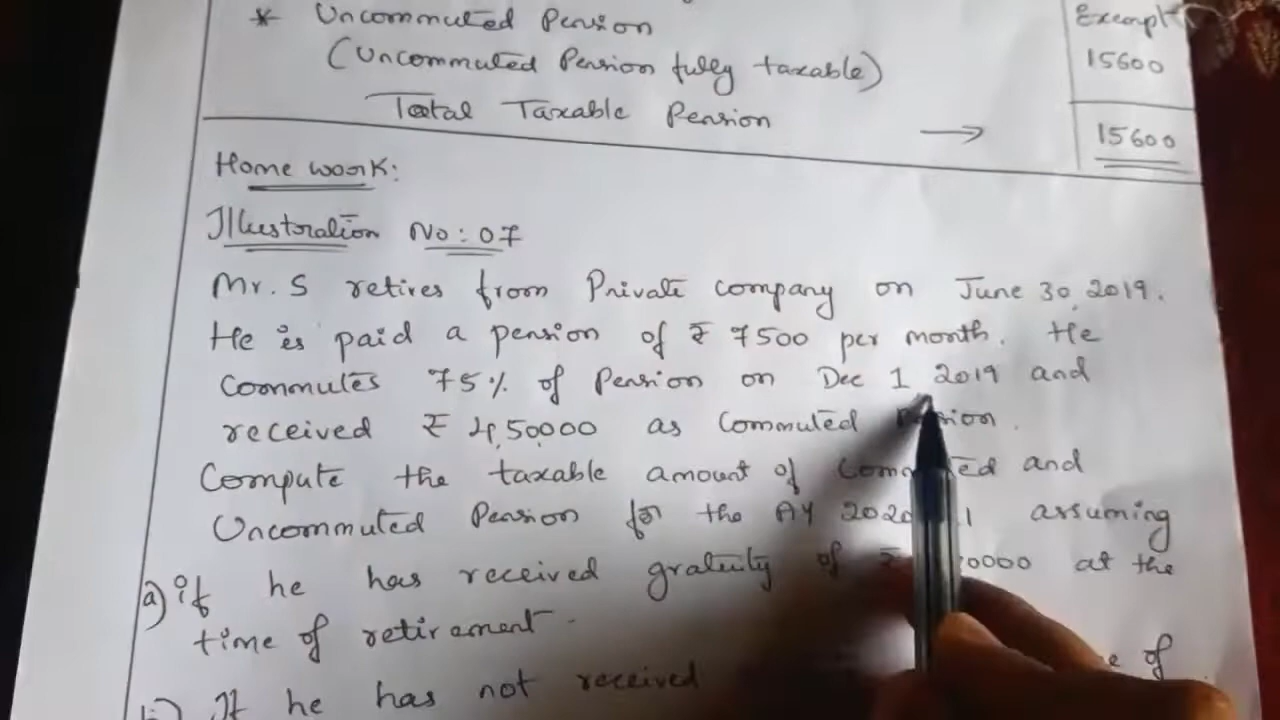 * Uncommuted Pension
Exempt
(Uncommuted Pension fully taxable)
15600
Total Taxable Pension → 15600
Home work:
Illustration No: 07
Mr. S retires from Private company on June 30, 2019.
He is paid a pension of ₹ 7500 per month. He
Commutes 75% of Pension on Dec 1 2019 and
received ₹ 4,50,000 as Commuted
Compute the taxable amount of and
Uncommuted Pension for the AY assuming
a) if he has received gratuity of ₹ at the
time of retirement.
b) If he has not received of